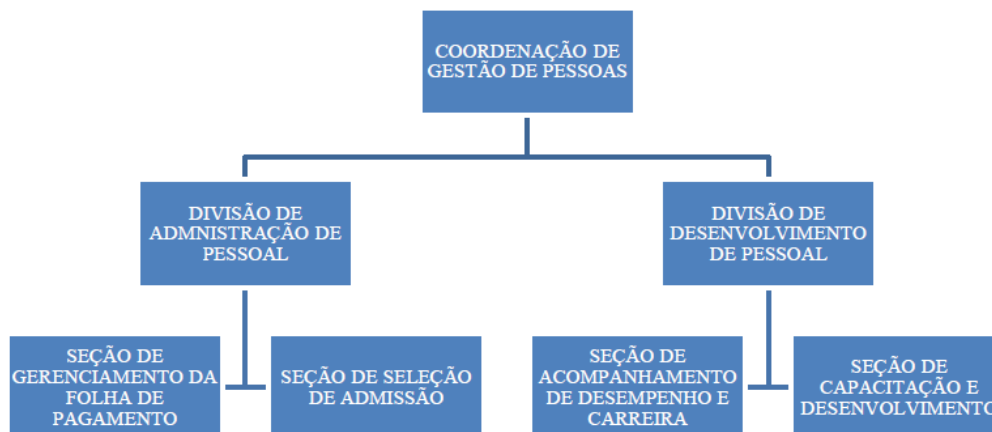 COORDENAÇÃO DE
GESTÃO DE PESSOAS
DIVISÃO DE
ADMNISTRAÇÃO DE
PESSOAL
DIVISÃO DE
DESENVOLVIMENTO
DE PESSOAL
SEÇÃO DE
GERENCIAMENTO DA
FOLHA DE
PAGAMENTO
SEÇÃO DE SELEÇÃO
DE ADMISSÃO
SEÇÃO DE
ACOMPANHAMENTO
DE DESEMPENHO E
CARREIRA
SEÇÃO DE
CAPACITAÇÃO E
DESENVOLVIMENTO